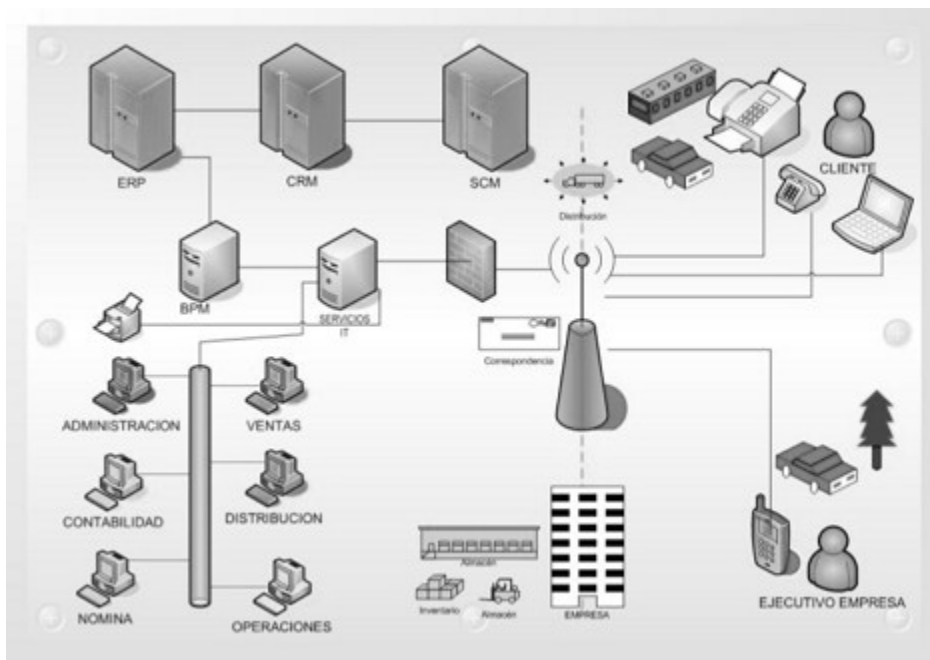 ERP
CRM
SCM
CLIENTE
Distribución
BPM
SERVICIOS
IT
Correspondencia
ADMINISTRACION
VENTAS
CONTABILIDAD
DISTRIBUCION
Almacén
Inventario
Almacén
EMPRESA
NOMINA
OPERACIONES
EJECUTIVO EMPRESA